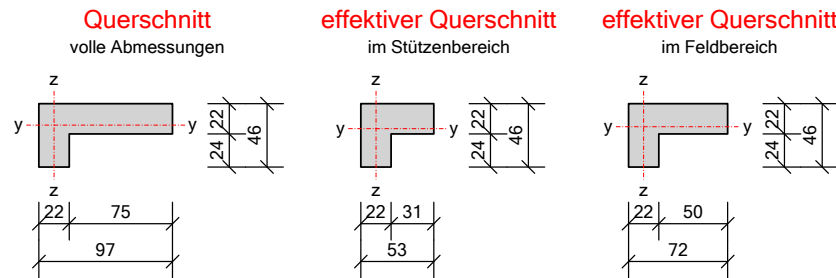 Querschnitt
volle Abmessungen
z
y y
z
22 24 46
22 75
97
effektiver Querschnitt
im Stützenbereich
z
y y
z
22 24 46
22 31
53
effektiver Querschnitt
im Feldbereich
z
y y
z
22 24 46
22 50
72